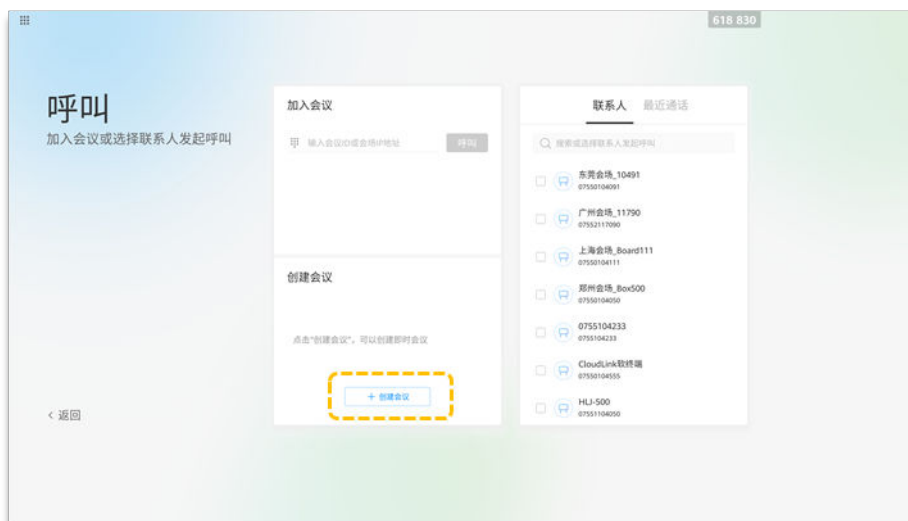 618 830
呼叫
加入会议或选择联系人发起呼叫
加入会议
输入会议ID或会场IP地址
呼叫
创建会议
点击“创建会议”，可以创建即时会议
+ 创建会议
联系人 最近通话
搜索或选择联系人发起呼叫
东莞会场_10491
07550104091
广州会场_11790
07552117090
上海会场_Board111
07550104111
郑州会场_Box500
07550104050
0755104233
0755104233
CloudLink软终端
07550104555
HLJ-500
07551104050
< 返回